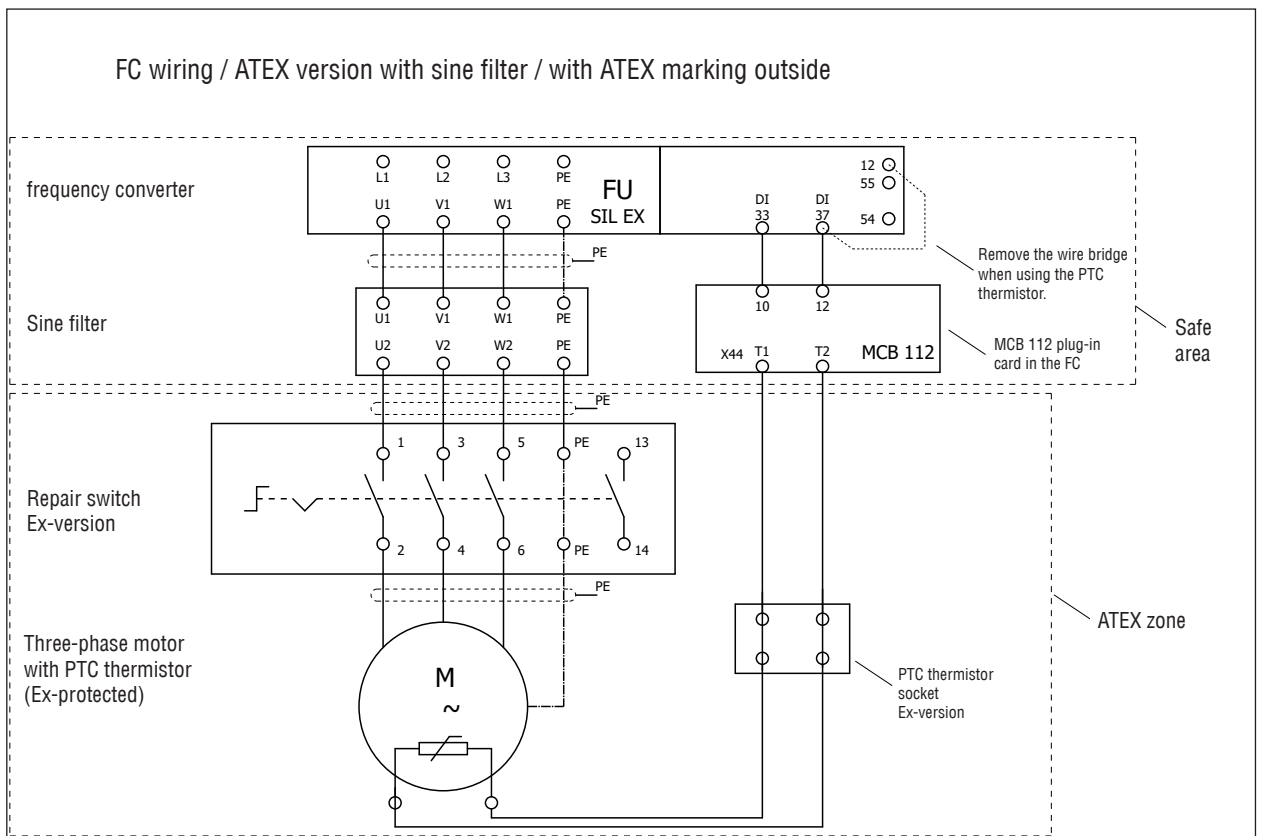 FC wiring / ATEX version with sine filter / with ATEX marking outside
frequency converter
L1 L2 L3 PE
U1 V1 W1 PE
FU
SIL EX
12
55
54
DI DI
33 37
PE
Remove the wire bridge
when using the PTC
thermistor.
Sine filter
U1 V1 W1 PE
U2 V2 W2 PE
10 12
X44 T1 T2 MCB 112
MCB 112 plug-in
card in the FC
Safe
area
PE
1 3 5 PE 13
Repair switch
Ex-version
2 4 6 PE 14
PE
Three-phase motor
with PTC thermistor
(Ex-protected)
M
~
PTC thermistor
socket
Ex-version
ATEX zone